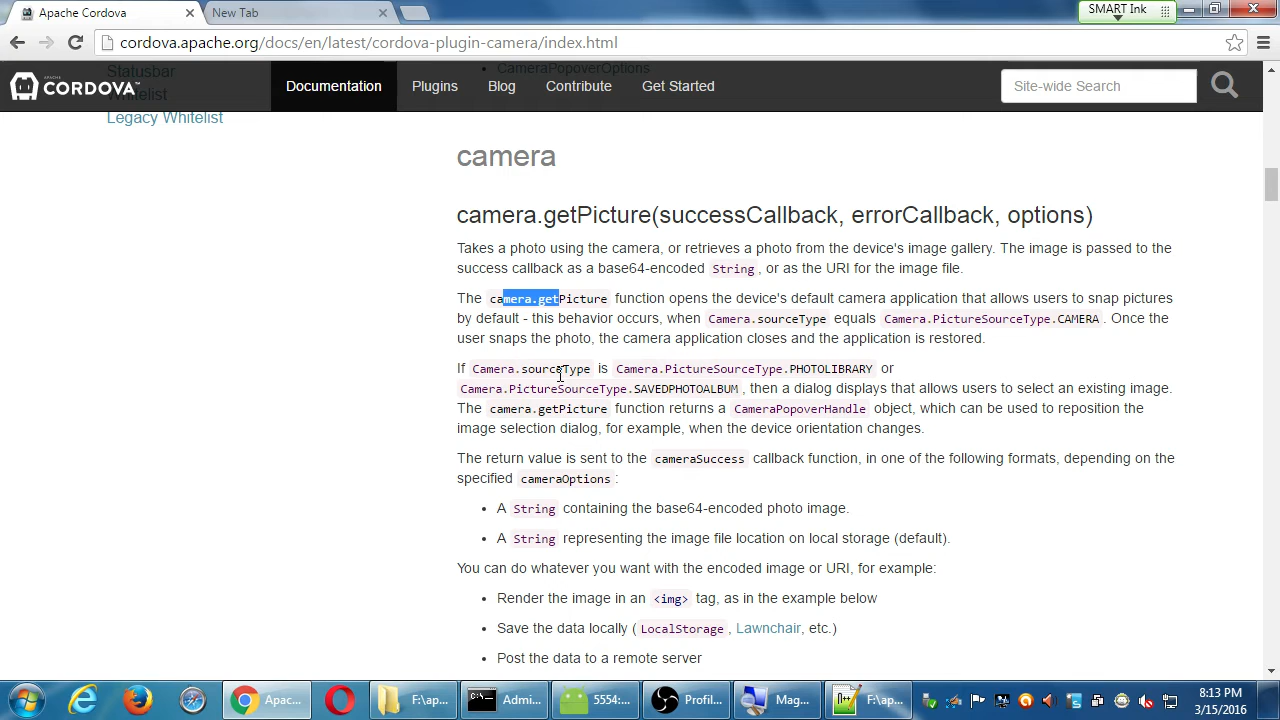 Apache Cordova
New Tab
SMART Ink
cordova.apache.org/docs/en/latest/cordova-plugin-camera/index.html
Statusbar
CameraPopoverOptions
APACHE
CORDOVA™
Documentation
Plugins
Blog
Contribute
Get Started
Site-wide Search
Whitelist
Legacy Whitelist
camera
camera.getPicture(successCallback, errorCallback, options)
Takes a photo using the camera, or retrieves a photo from the device's image gallery. The image is passed to the
success callback as a base64-encoded String, or as the URI for the image file.
The camera.getPicture function opens the device's default camera application that allows users to snap pictures
by default - this behavior occurs, when Camera.sourceType equals Camera.PictureSourceType.CAMERA. Once the
user snaps the photo, the camera application closes and the application is restored.
If Camera.sourceType is Camera.PictureSourceType.PHOTOLIBRARY or
Camera.PictureSourceType.SAVEDPHOTOALBUM, then a dialog displays that allows users to select an existing image.
The camera.getPicture function returns a CameraPopoverHandle object, which can be used to reposition the
image selection dialog, for example, when the device orientation changes.
The return value is sent to the cameraSuccess callback function, in one of the following formats, depending on the
specified cameraOptions:
• A String containing the base64-encoded photo image.
• A String representing the image file location on local storage (default).
You can do whatever you want with the encoded image or URI, for example:
• Render the image in an <img> tag, as in the example below
• Save the data locally (LocalStorage, Lawnchair, etc.)
• Post the data to a remote server
Apac...
F:\ap...
Admi...
5554:...
Profil...
Mag...
F:\ap...
8:13 PM
3/15/2016